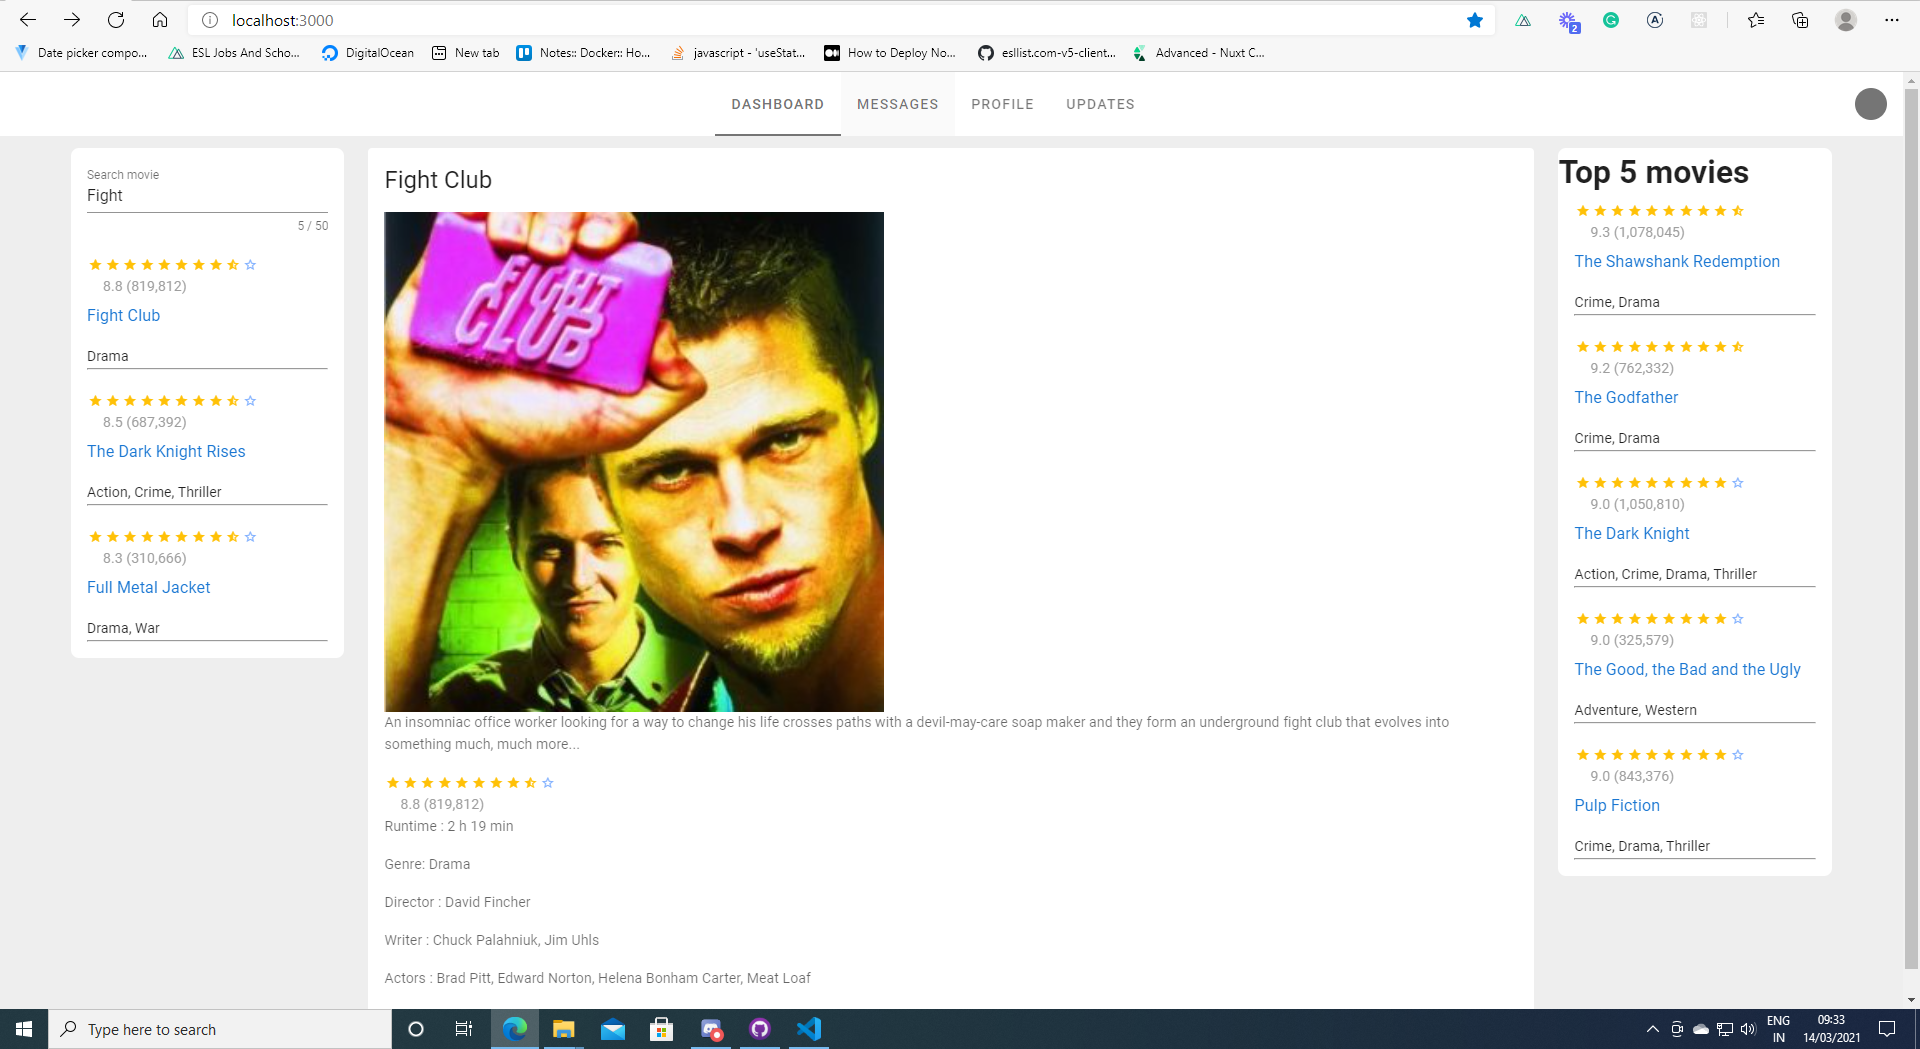 localhost:3000
2
Date picker compo...
ESL Jobs And Scho...
DigitalOcean
New tab
Notes:: Docker:: Ho...
javascript - 'useStat...
How to Deploy No...
esllist.com-v5-client...
Advanced - Nuxt C...
DASHBOARD
MESSAGES
PROFILE
UPDATES
Search movie
Fight
5 / 50
8.8 (819,812)
Fight Club
Drama
8.5 (687,392)
The Dark Knight Rises
Action, Crime, Thriller
8.3 (310,666)
Full Metal Jacket
Drama, War
Fight Club
FIGHT
CLUB
An insomniac office worker looking for a way to change his life crosses paths with a devil-may-care soap maker and they form an underground fight club that evolves into
something much, much more...
8.8 (819,812)
Runtime : 2 h 19 min
Genre: Drama
Director : David Fincher
Writer : Chuck Palahniuk, Jim Uhls
Actors : Brad Pitt, Edward Norton, Helena Bonham Carter, Meat Loaf
Top 5 movies
9.3 (1,078,045)
The Shawshank Redemption
Crime, Drama
9.2 (762,332)
The Godfather
Crime, Drama
9.0 (1,050,810)
The Dark Knight
Action, Crime, Drama, Thriller
9.0 (325,579)
The Good, the Bad and the Ugly
Adventure, Western
9.0 (843,376)
Pulp Fiction
Crime, Drama, Thriller
Type here to search
ENG
IN
09:33
14/03/2021